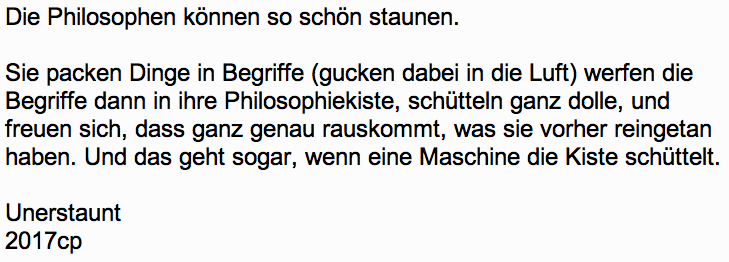 Die Philosophen können so schön staunen.
Sie packen Dinge in Begriffe (gucken dabei in die Luft) werfen die
Begriffe dann in ihre Philosophiekiste, schütteln ganz dolle, und
freuen sich, dass ganz genau rauskommt, was sie vorher reingetan
haben. Und das geht sogar, wenn eine Maschine die Kiste schüttelt.
Unerstaunt
2017cp